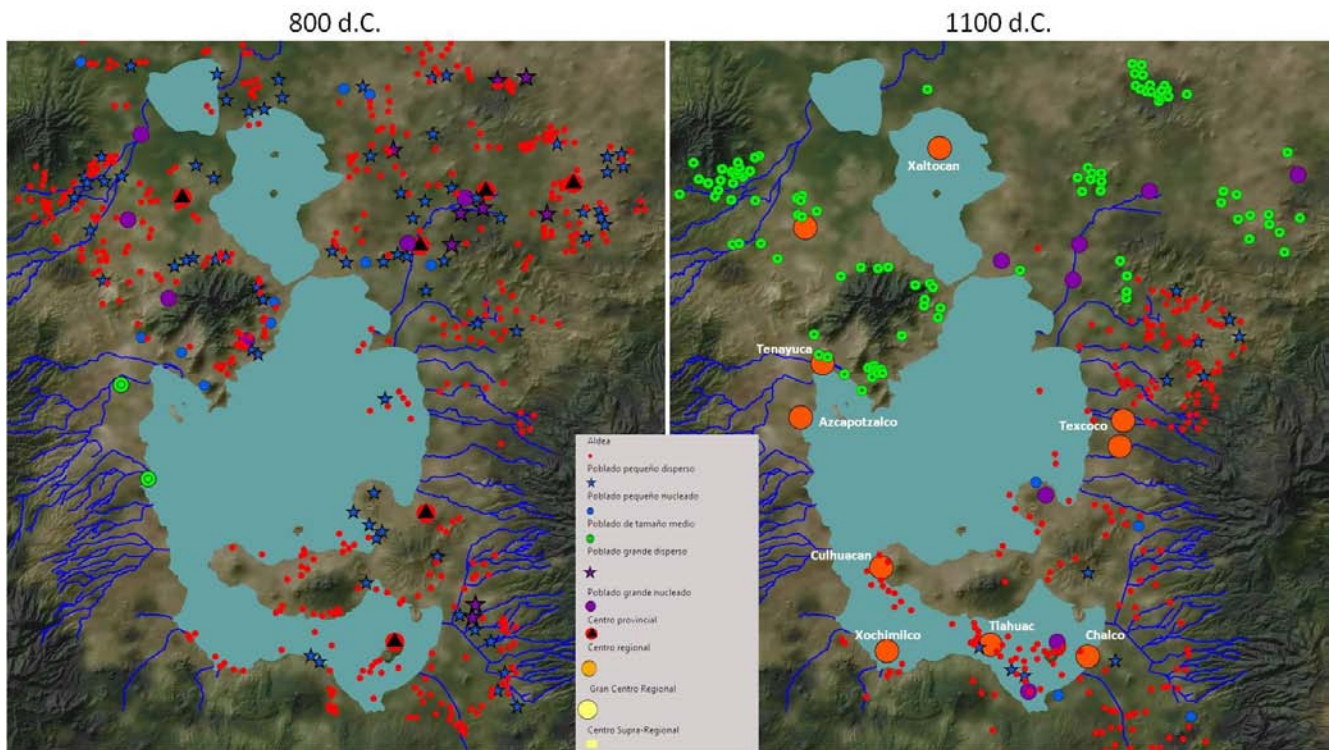 800 d.C.
1100 d.C.
Xaltocan
Tenayuca
Azcapotzalco
Texcoco
Culhuacan
Xochimilco
Tlahuac
Chalco
Aldea
Poblado pequeño disperso
Poblado pequeño nucleado
Poblado de tamaño medio
Poblado grande disperso
Poblado grande nucleado
Centro provincial
Centro regional
Gran Centro Regional
Centro Supra-Regional